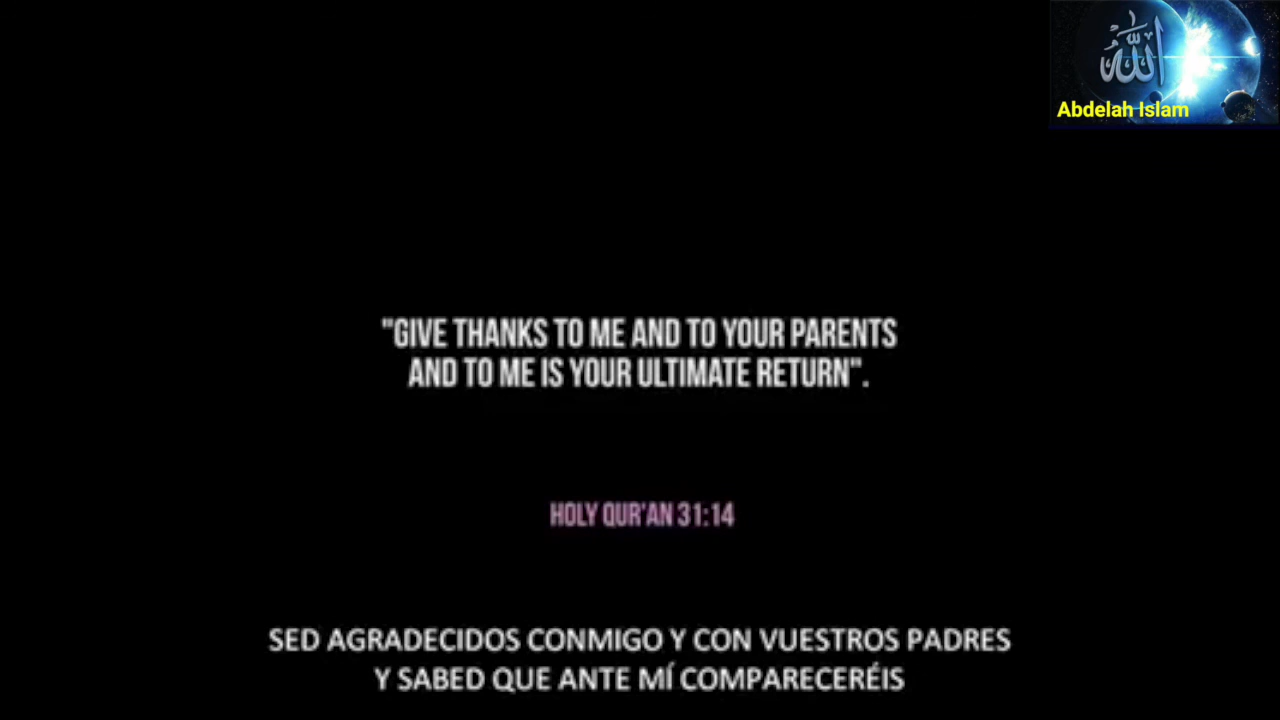 الله
Abdelah Islam
"GIVE THANKS TO ME AND TO YOUR PARENTS
AND TO ME IS YOUR ULTIMATE RETURN".
HOLY QUR'AN 31:14
SED AGRADECIDOS CONMIGO Y CON VUESTROS PADRES
Y SABED QUE ANTE MÍ COMPARECERÉIS